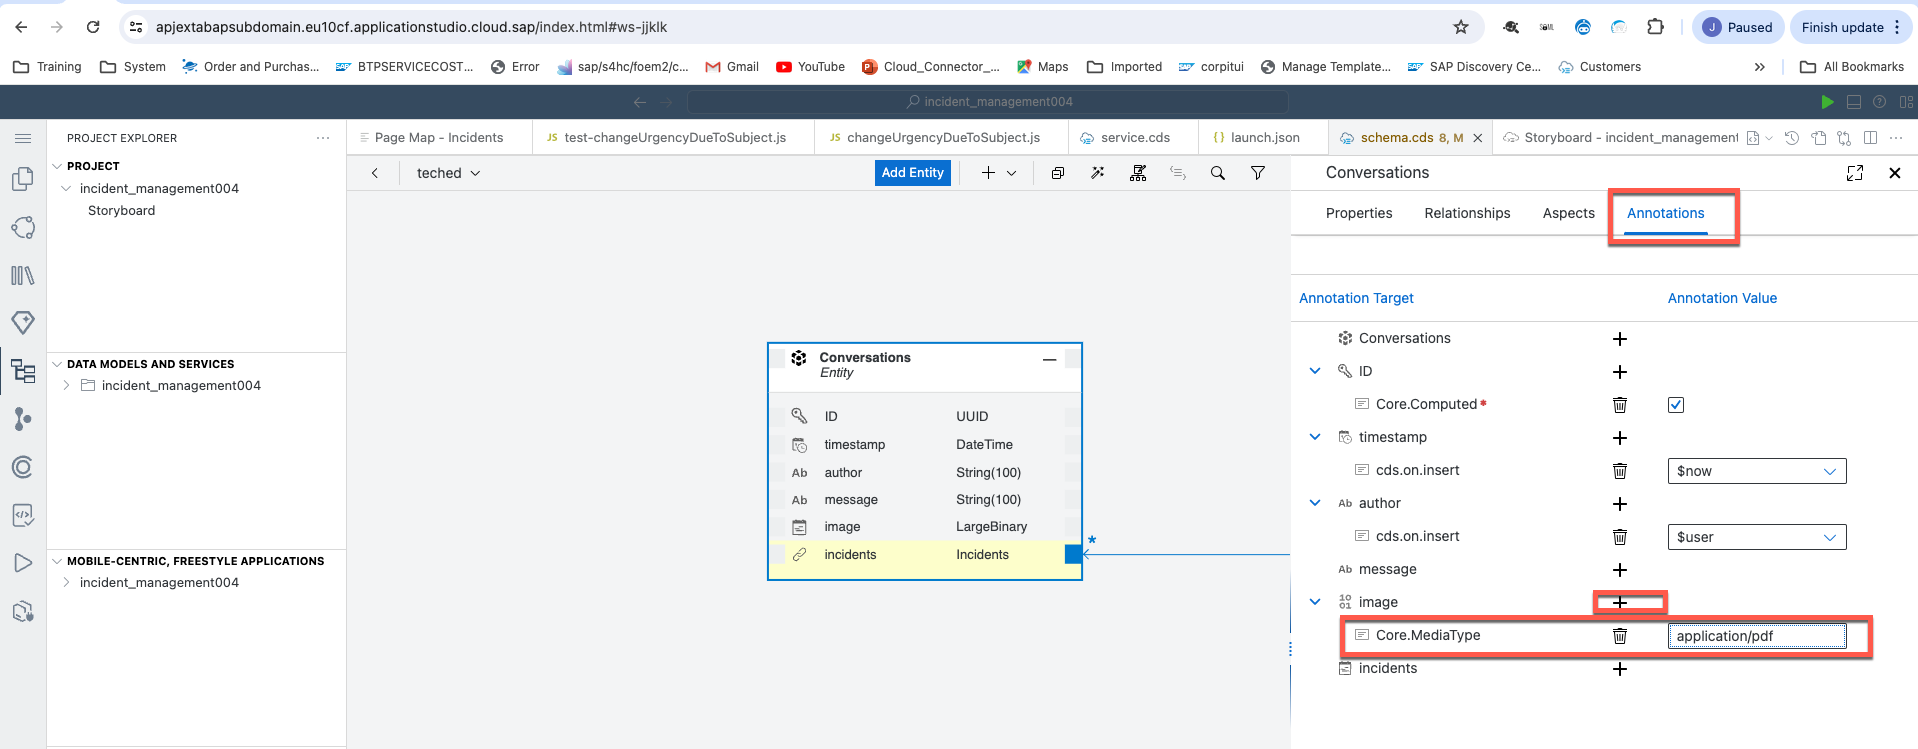 apjextabapsubdomain.eu10cf.applicationstudio.cloud.sap/index.html#ws-jjklk
J Paused
Finish update
Training
System
Order and Purchas...
BTPSERVICECOST...
Error
sap/s4hc/foem2/c...
Gmail
YouTube
Cloud_Connector_...
Maps
Imported
corpitui
Manage Template...
SAP Discovery Ce...
Customers
»
All Bookmarks
incident_management004
PROJECT EXPLORER
Page Map - Incidents
JS test-changeUrgencyDueToSubject.js
JS changeUrgencyDueToSubject.js
service.cds
{ } launch.json
schema.cds 8, M
Storyboard - incident_management
PROJECT
incident_management004
Storyboard
DATA MODELS AND SERVICES
incident_management004
MOBILE-CENTRIC, FREESTYLE APPLICATIONS
incident_management004
teched
Add Entity
Conversations
Entity
ID UUID
timestamp DateTime
Ab author String(100)
Ab message String(100)
image LargeBinary
incidents Incidents
*
Conversations
Properties
Relationships
Aspects
Annotations
Annotation Target Annotation Value
Conversations
ID
Core.Computed *
timestamp
cds.on.insert $now
Ab author
cds.on.insert $user
Ab message
image
Core.MediaType application/pdf
incidents